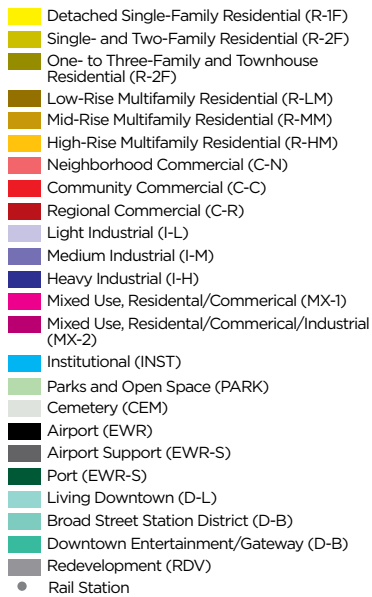 Detached Single-Family Residential (R-1F)
Single- and Two-Family Residential (R-2F)
One- to Three-Family and Townhouse
Residential (R-2F)
Low-Rise Multifamily Residential (R-LM)
Mid-Rise Multifamily Residential (R-MM)
High-Rise Multifamily Residential (R-HM)
Neighborhood Commercial (C-N)
Community Commercial (C-C)
Regional Commercial (C-R)
Light Industrial (I-L)
Medium Industrial (I-M)
Heavy Industrial (I-H)
Mixed Use, Residental/Commerical (MX-1)
Mixed Use, Residental/Commerical/Industrial
(MX-2)
Institutional (INST)
Parks and Open Space (PARK)
Cemetery (CEM)
Airport (EWR)
Airport Support (EWR-S)
Port (EWR-S)
Living Downtown (D-L)
Broad Street Station District (D-B)
Downtown Entertainment/Gateway (D-B)
Redevelopment (RDV)
Rail Station